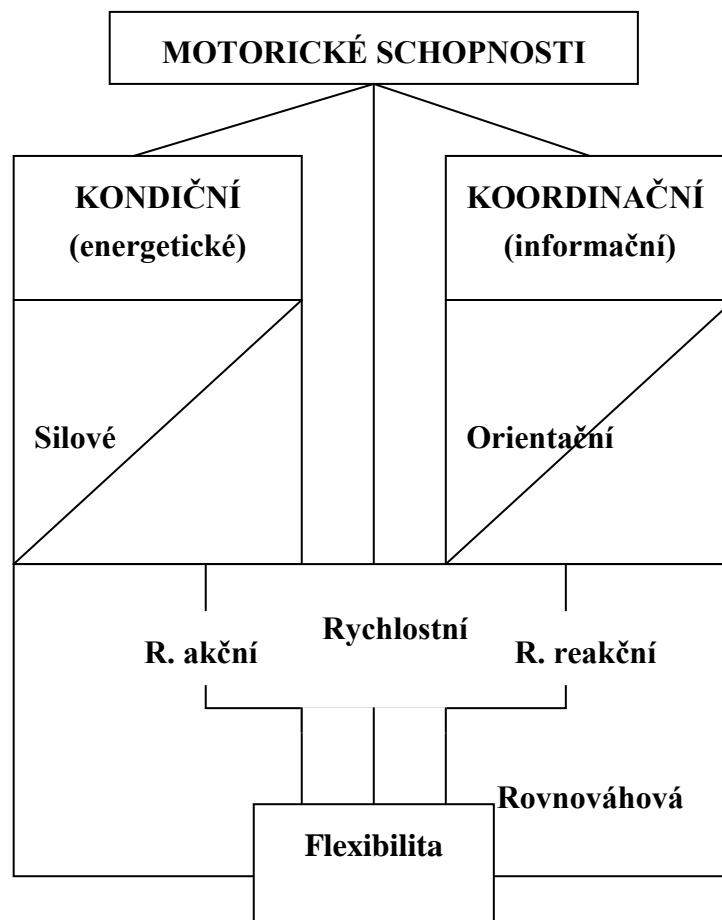 MOTORICKÉ SCHOPNOSTI
KONDIČNÍ
(energetické)
KOORDINAČNÍ
(informační)
Silové
Orientační
Rychlostní
R. akční
R. reakční
Rovnováhová
Flexibilita